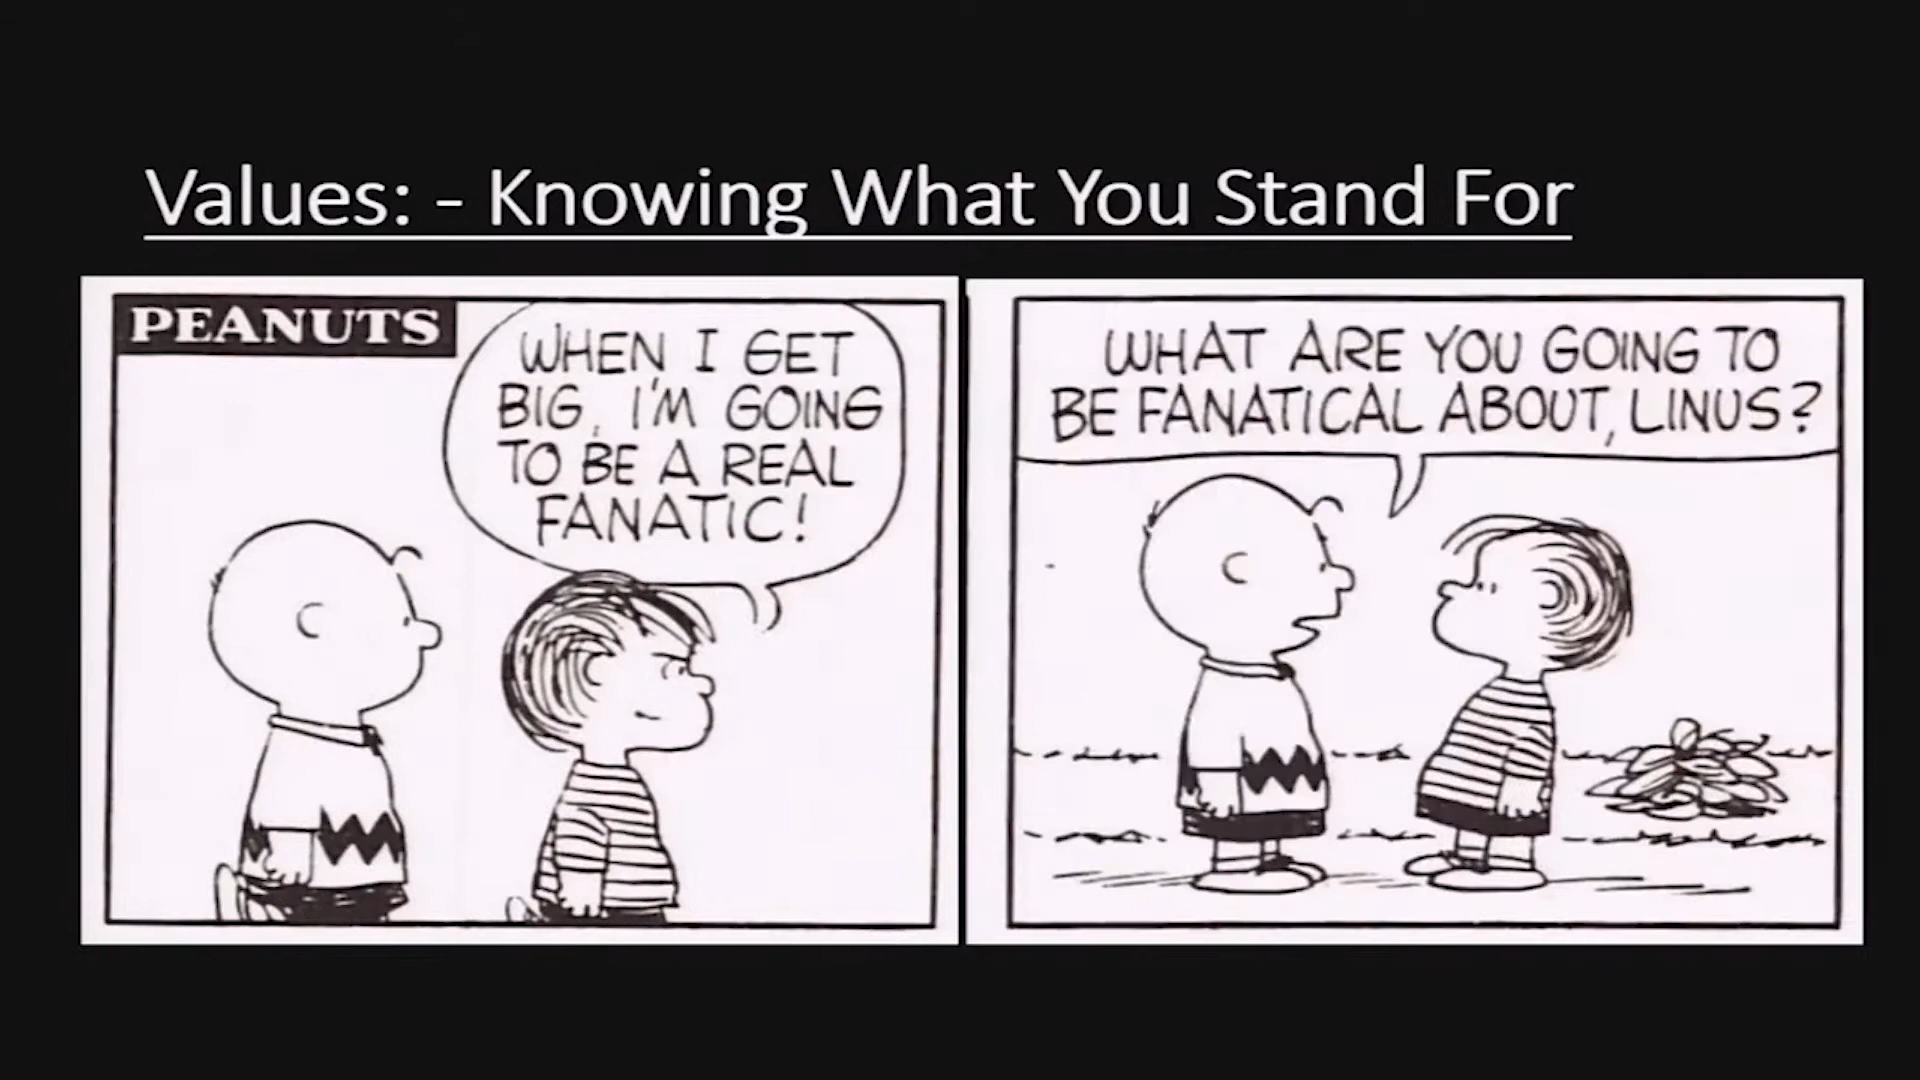 Values: - Knowing What You Stand For
PEANUTS
WHEN I GET
BIG, I'M GOING
TO BE A REAL
FANATIC!
WHAT ARE YOU GOING TO
BE FANATICAL ABOUT, LINUS?